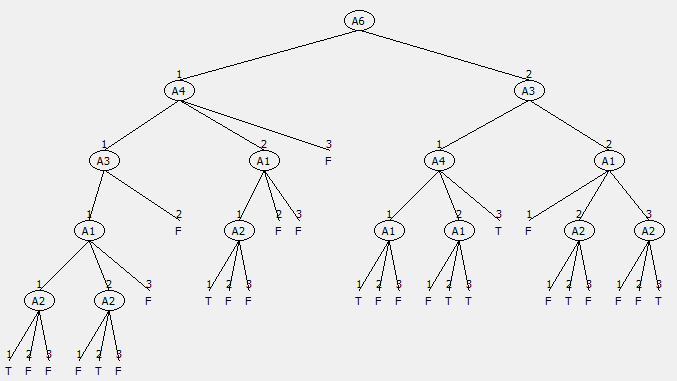 A6
1 2
A4 A3
1 2 3 1 2
A3 A1 F A4 A1
1 2 1 2 3 1 2 3 1 2 3
A1 F A2 F F A1 A1 T F A2 A2
1 2 3 1 2 3 1 2 3 1 2 3 1 2 3 1 2 3
A2 A2 F T F F T F F F T T F T F F F T
1 2 3 1 2 3
T F F F T F